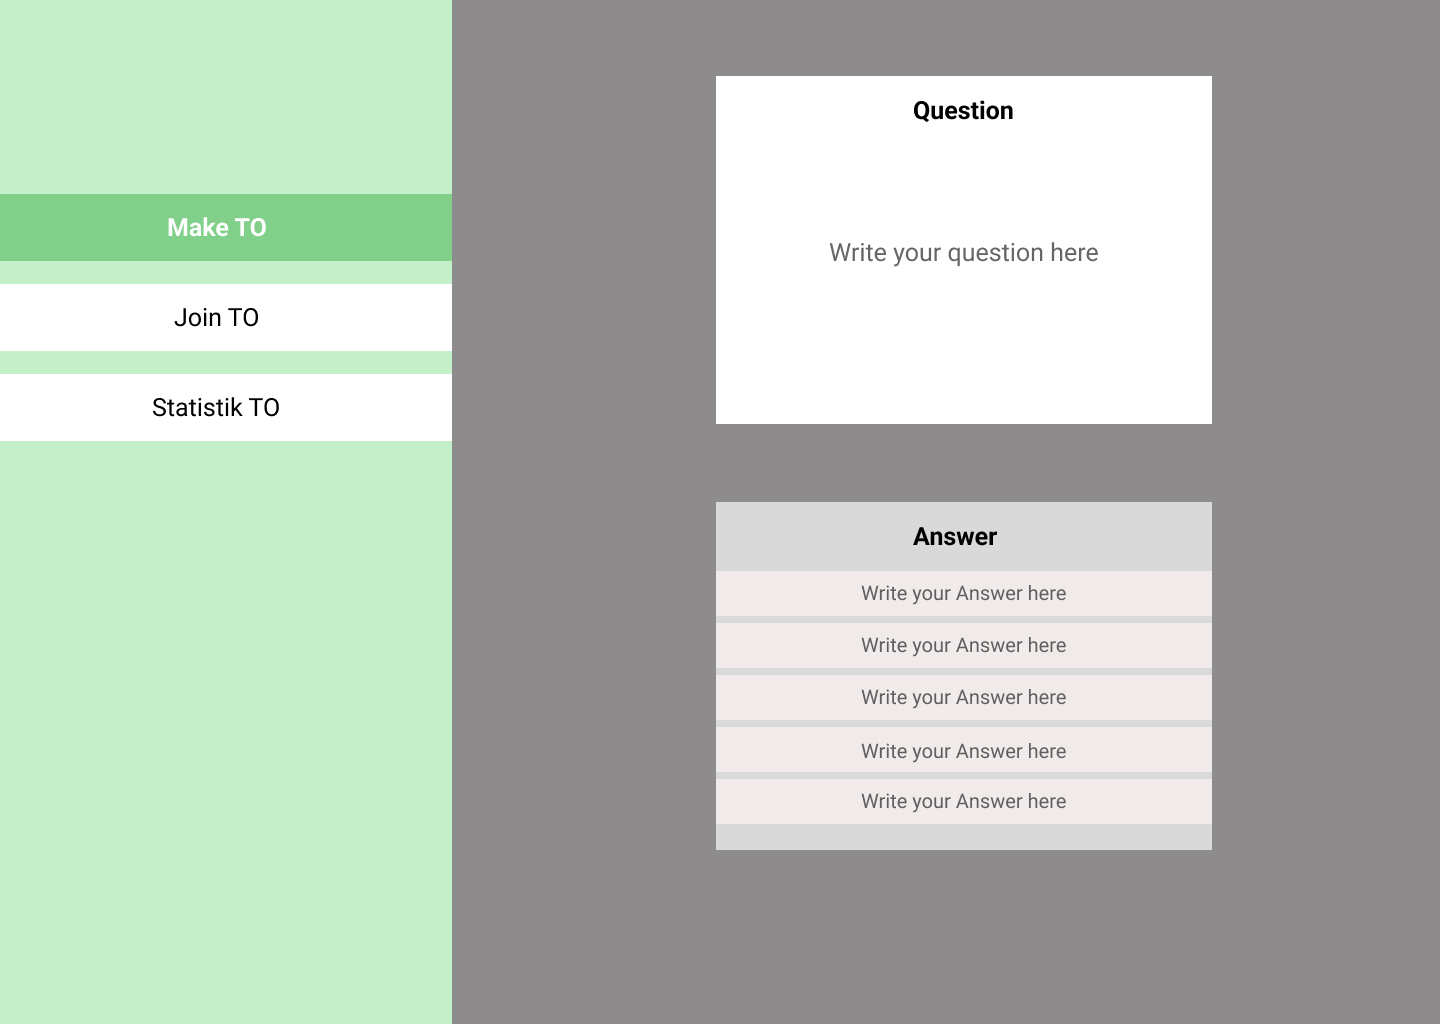 Make TO
Join TO
Statistik TO
Question
Write your question here
Answer
Write your Answer here
Write your Answer here
Write your Answer here
Write your Answer here
Write your Answer here